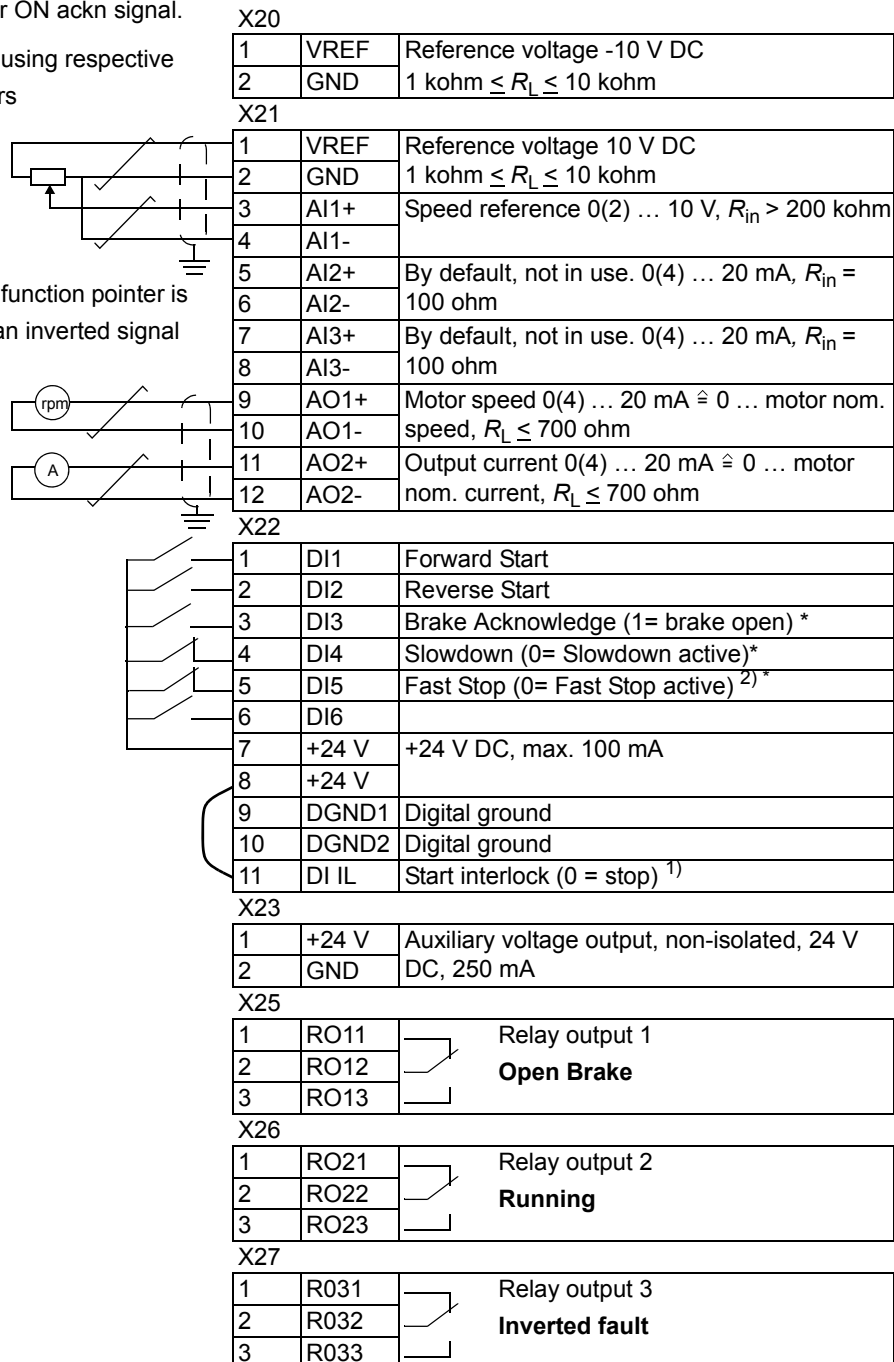 r ON ackn signal.
using respective
rs
function pointer is
an inverted signal
rpm
A
X20
1 VREF Reference voltage -10 V DC
2 GND 1 kohm ≤ RL ≤ 10 kohm
X21
1 VREF Reference voltage 10 V DC
2 GND 1 kohm ≤ RL ≤ 10 kohm
3 AI1+ Speed reference 0(2) … 10 V, Rin > 200 kohm
4 AI1-
5 AI2+ By default, not in use. 0(4) … 20 mA, Rin =
6 AI2- 100 ohm
7 AI3+ By default, not in use. 0(4) … 20 mA, Rin =
8 AI3- 100 ohm
9 AO1+ Motor speed 0(4) … 20 mA ≙ 0 … motor nom.
10 AO1- speed, RL ≤ 700 ohm
11 AO2+ Output current 0(4) … 20 mA ≙ 0 … motor
12 AO2- nom. current, RL ≤ 700 ohm
X22
1 DI1 Forward Start
2 DI2 Reverse Start
3 DI3 Brake Acknowledge (1= brake open) *
4 DI4 Slowdown (0= Slowdown active)*
5 DI5 Fast Stop (0= Fast Stop active) 2) *
6 DI6
7 +24 V +24 V DC, max. 100 mA
8 +24 V
9 DGND1 Digital ground
10 DGND2 Digital ground
11 DI IL Start interlock (0 = stop) 1)
X23
1 +24 V Auxiliary voltage output, non-isolated, 24 V
2 GND DC, 250 mA
X25
1 RO11 Relay output 1
2 RO12 Open Brake
3 RO13
X26
1 RO21 Relay output 2
2 RO22 Running
3 RO23
X27
1 R031 Relay output 3
2 R032 Inverted fault
3 R033